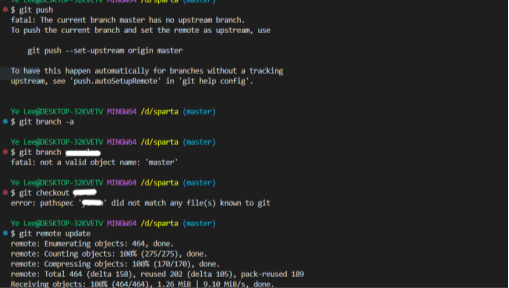 Ye Lee@DESKTOP-32KVETV MINGW64 /d/sparta (master)
$ git push
fatal: The current branch master has no upstream branch.
To push the current branch and set the remote as upstream, use
git push --set-upstream origin master
To have this happen automatically for branches without a tracking
upstream, see 'push.autoSetupRemote' in 'git help config'.
Ye Lee@DESKTOP-32KVETV MINGW64 /d/sparta (master)
$ git branch -a
Ye Lee@DESKTOP-32KVETV MINGW64 /d/sparta (master)
$ git branch
fatal: not a valid object name: 'master'
Ye Lee@DESKTOP-32KVETV MINGW64 /d/sparta (master)
$ git checkout
error: pathspec '' did not match any file(s) known to git
Ye Lee@DESKTOP-32KVETV MINGW64 /d/sparta (master)
$ git remote update
remote: Enumerating objects: 464, done.
remote: Counting objects: 100% (275/275), done.
remote: Compressing objects: 100% (170/170), done.
remote: Total 464 (delta 158), reused 202 (delta 105), pack-reused 189
Receiving objects: 100% (464/464), 1.26 MiB | 9.10 MiB/s, done.